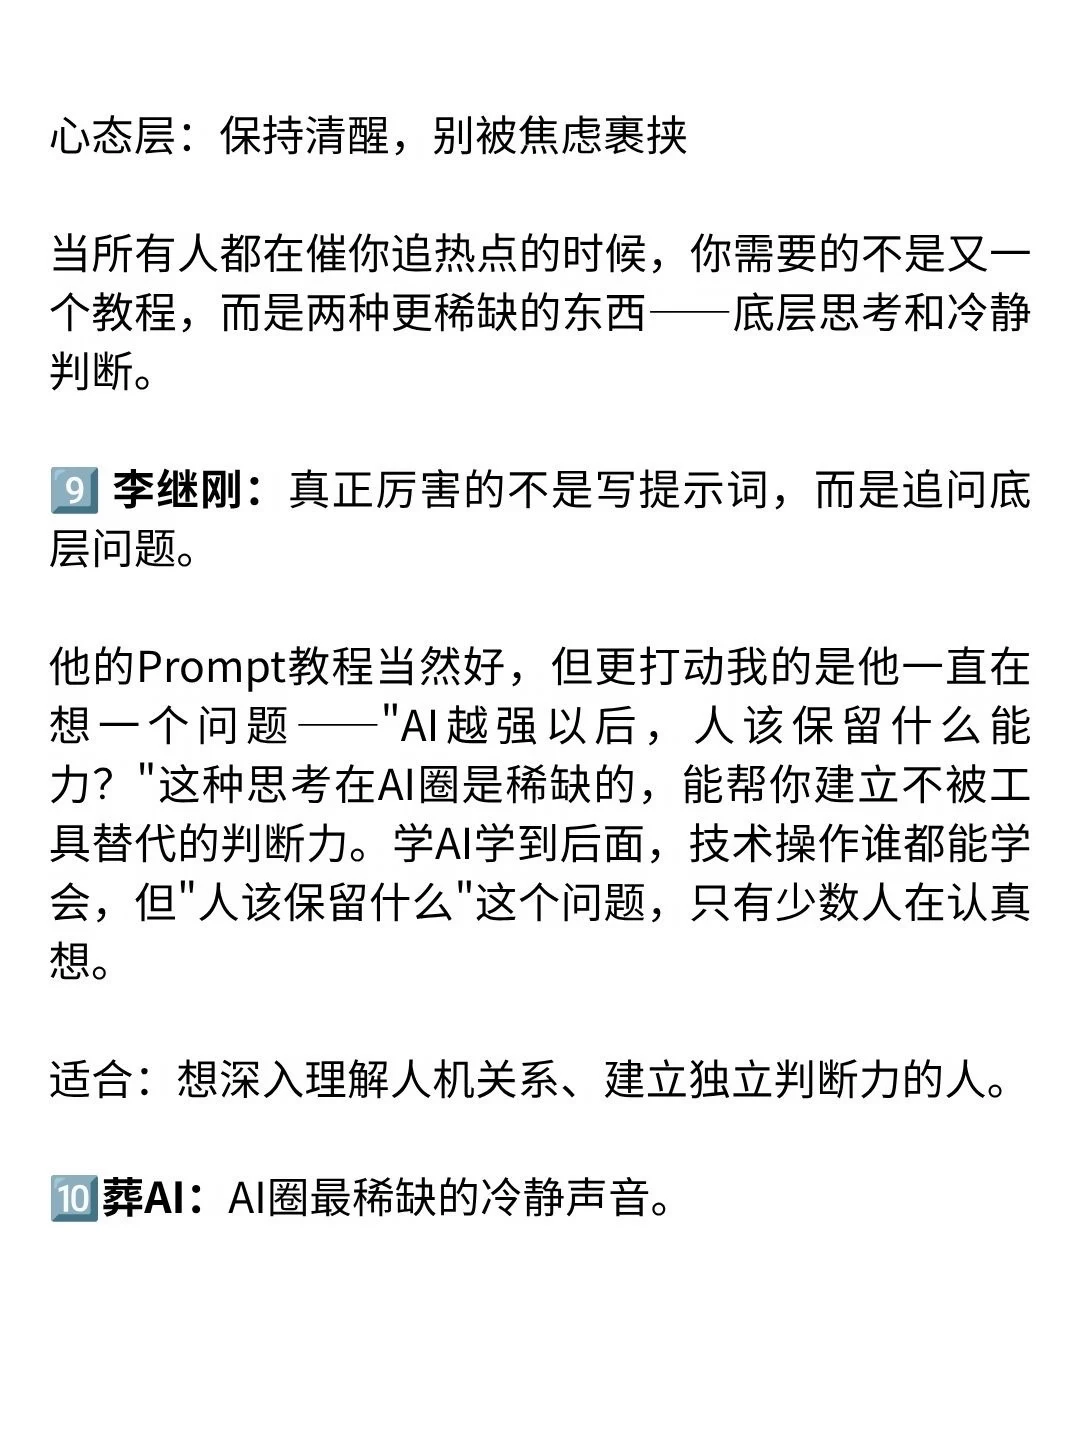 心态层：保持清醒，别被焦虑裹挟
当所有人都在催你追热点的时候，你需要的不是又一
个教程，而是两种更稀缺的东西——底层思考和冷静
判断。
9 李继刚：真正厉害的不是写提示词，而是追问底
层问题。
他的Prompt教程当然好，但更打动我的是他一直在
想一个问题——"AI越强以后，人该保留什么能
力？"这种思考在AI圈是稀缺的，能帮你建立不被工
具替代的判断力。学AI学到后面，技术操作谁都能学
会，但"人该保留什么"这个问题，只有少数人在认真
想。
适合：想深入理解人机关系、建立独立判断力的人。
10 葬AI：AI圈最稀缺的冷静声音。